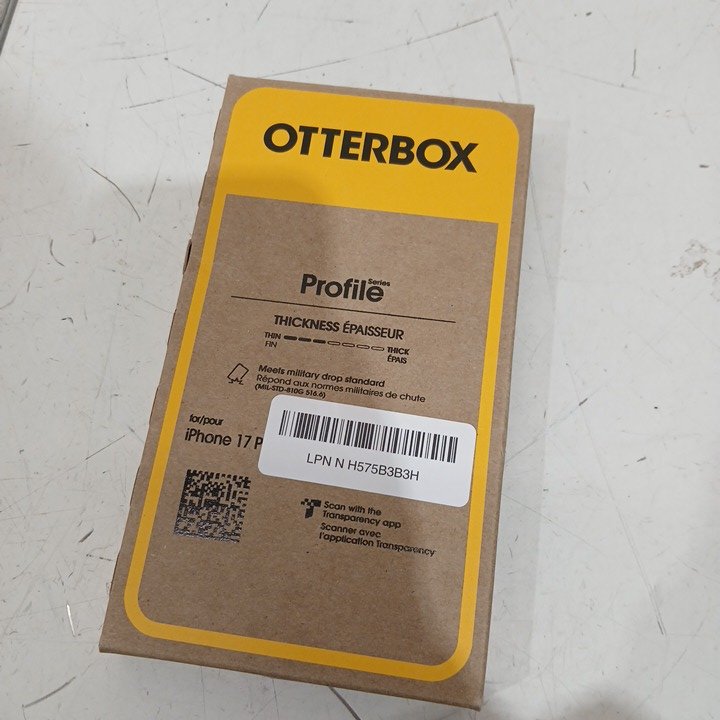 OTTERBOX
Profile Series
THICKNESS ÉPAISSEUR
THIN THICK
FIN ÉPAIS
Meets military drop standard
Répond aux normes militaires de chute
(MIL-STD-810G 516.6)
for/pour
iPhone 17 P
LPN N H575B3B3H
Scan with the
Transparency app
Scanner avec
l'application Transparency